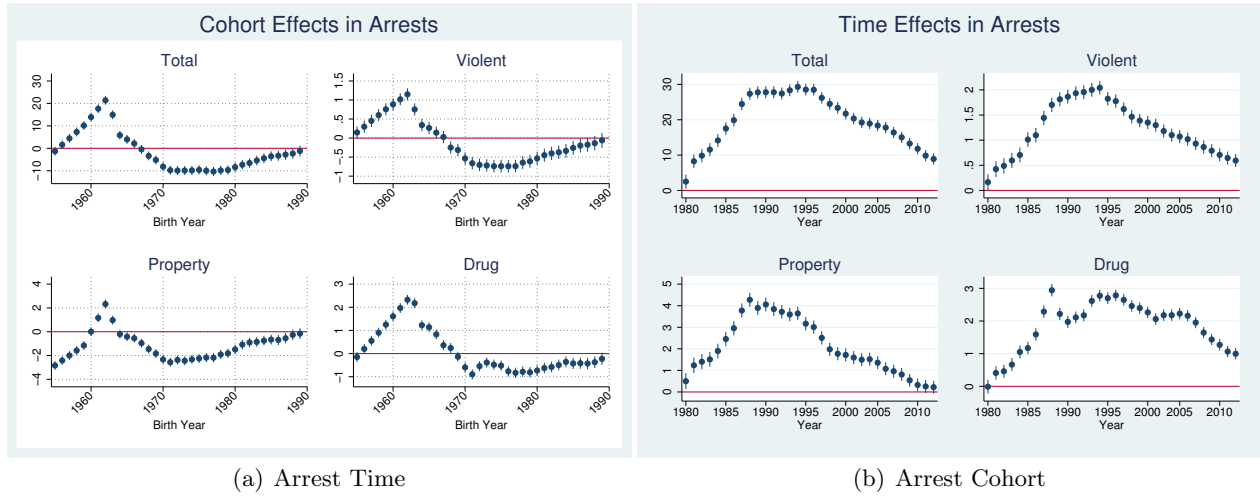 Cohort Effects in Arrests
Total
−10 0 10 20 30
1960 1970 1980 1990
Birth Year
Violent
−1 −.5 0 .5 1 1.5
1960 1970 1980 1990
Birth Year
Property
−4 −2 0 2 4
1960 1970 1980 1990
Birth Year
Drug
−1 0 1 2 3
1960 1970 1980 1990
Birth Year
(a) Arrest Time
Time Effects in Arrests
Total
0 10 20 30
1980 1985 1990 1995 2000 2005 2010
Year
Violent
0 .5 1 1.5 2
1980 1985 1990 1995 2000 2005 2010
Year
Property
0 1 2 3 4 5
1980 1985 1990 1995 2000 2005 2010
Year
Drug
0 1 2 3
1980 1985 1990 1995 2000 2005 2010
Year
(b) Arrest Cohort